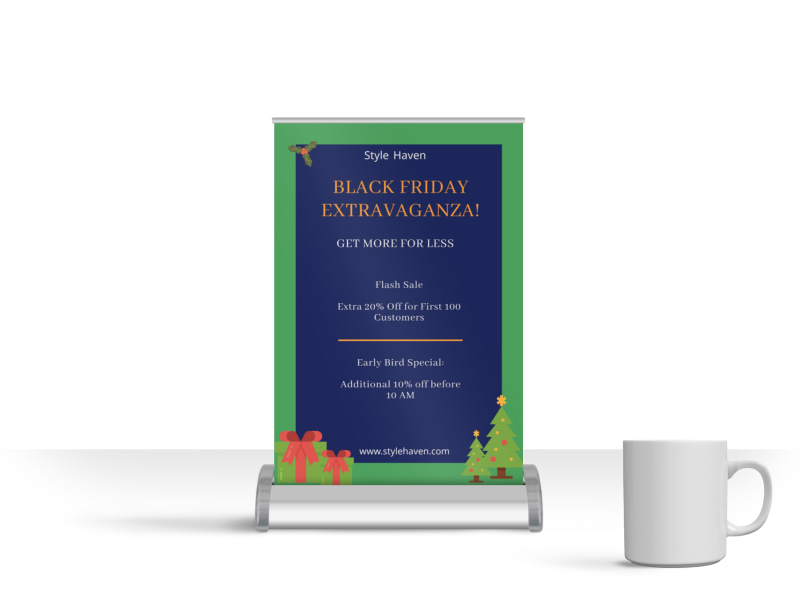 Style Haven
BLACK FRIDAY
EXTRAVAGANZA!
GET MORE FOR LESS
Flash Sale
Extra 20% Off for First 100
Customers
Early Bird Special:
Additional 10% off before
10 AM
www.stylehaven.com